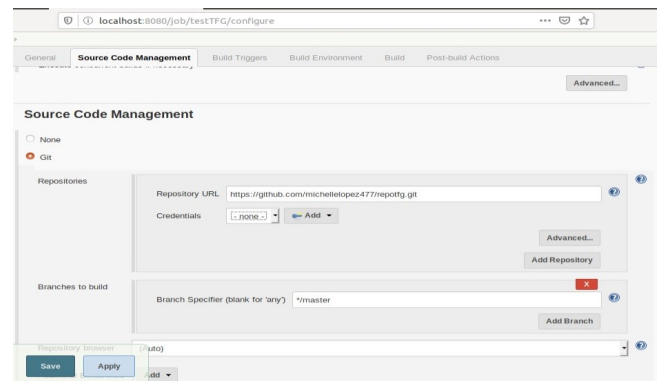 localhost:8080/job/testTFG/configure
General Source Code Management Build Triggers Build Environment Build Post-build Actions
Advanced...
Source Code Management
None
Git
Repositories
Repository URL https://github.com/michellelopez477/repotfg.git
Credentials - none - Add
Advanced...
Add Repository
Branches to build
X
Branch Specifier (blank for 'any') */master
Add Branch
Repository browser (Auto)
Save Apply
Add